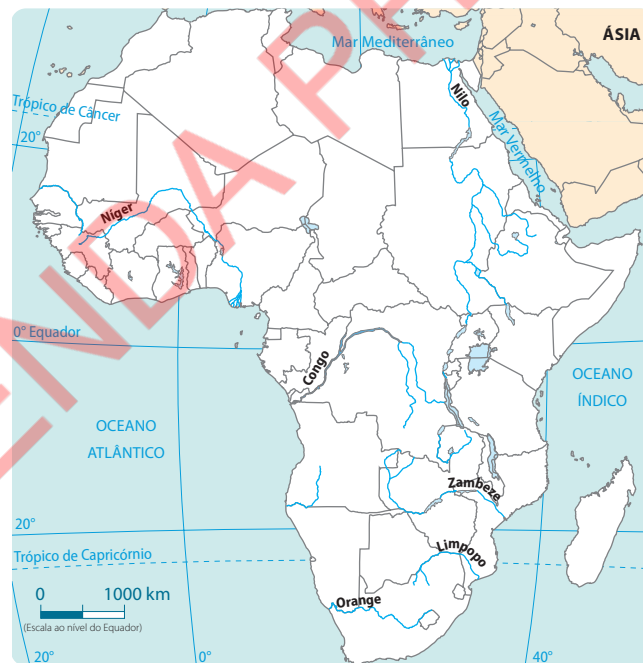 ÁSIA
Mar Mediterrâneo
Nilo
Trópico de Câncer
Mar Vermelho
20°
Niger
0° Equador
Congo
OCEANO
ATLÂNTICO
OCEANO
ÍNDICO
Zambeze
20°
Limpopo
Trópico de Capricórnio
0 1000 km
(Escala ao nível do Equador)
Orange
20°
0°
40°
ENDA P